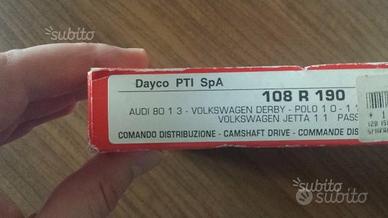 subito
Dayco PTI SpA
108 R 190
AUDI 80 1 3 - VOLKSWAGEN DERBY - POLO 1 0 - 1 1
VOLKSWAGEN JETTA 1 1 PASS
COMANDO DISTRIBUZIONE - CAMSHAFT DRIVE - COMMANDE DIS
subito
subito